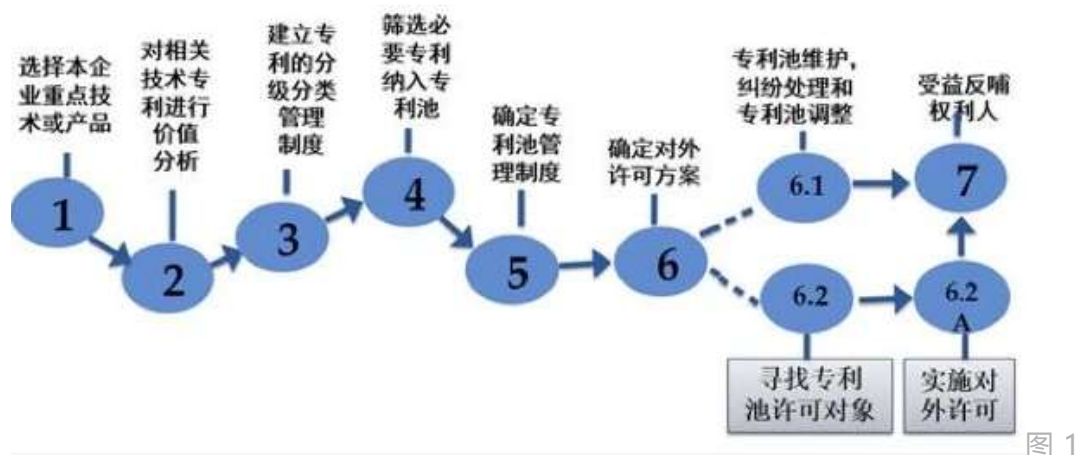 选择本企
业重点技
术或产品
对相关
技术专
利进行
价值
分析
建立专
利的分
级分类
管理
制度
筛选必
要专利
纳入专
利池
确定专
利池管
理制度
确定对外
许可方案
专利池维护，
纠纷处理和
专利池调整
受益反哺
权利人
1
2
3
4
5
6
6.1
7
6.2
6.2
A
寻找专利
池许可对象
实施对
外许可
图 1